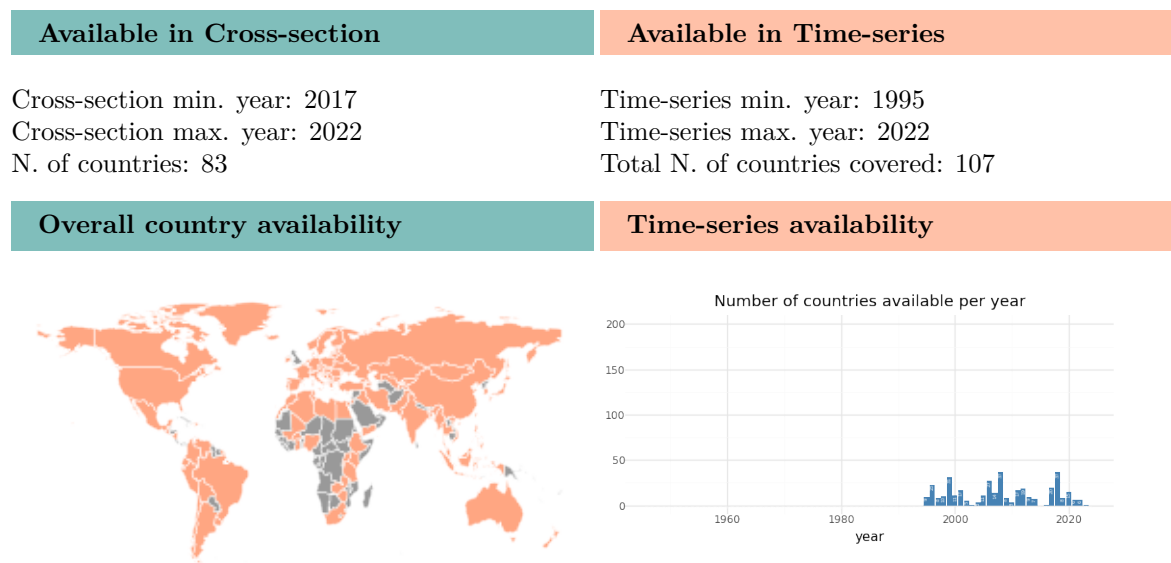 Available in Cross-section
Available in Time-series
Cross-section min. year: 2017
Cross-section max. year: 2022
N. of countries: 83
Time-series min. year: 1995
Time-series max. year: 2022
Total N. of countries covered: 107
Overall country availability
Time-series availability
Number of countries available per year
200
150
100
50
0
1960
1980
2000
2020
year